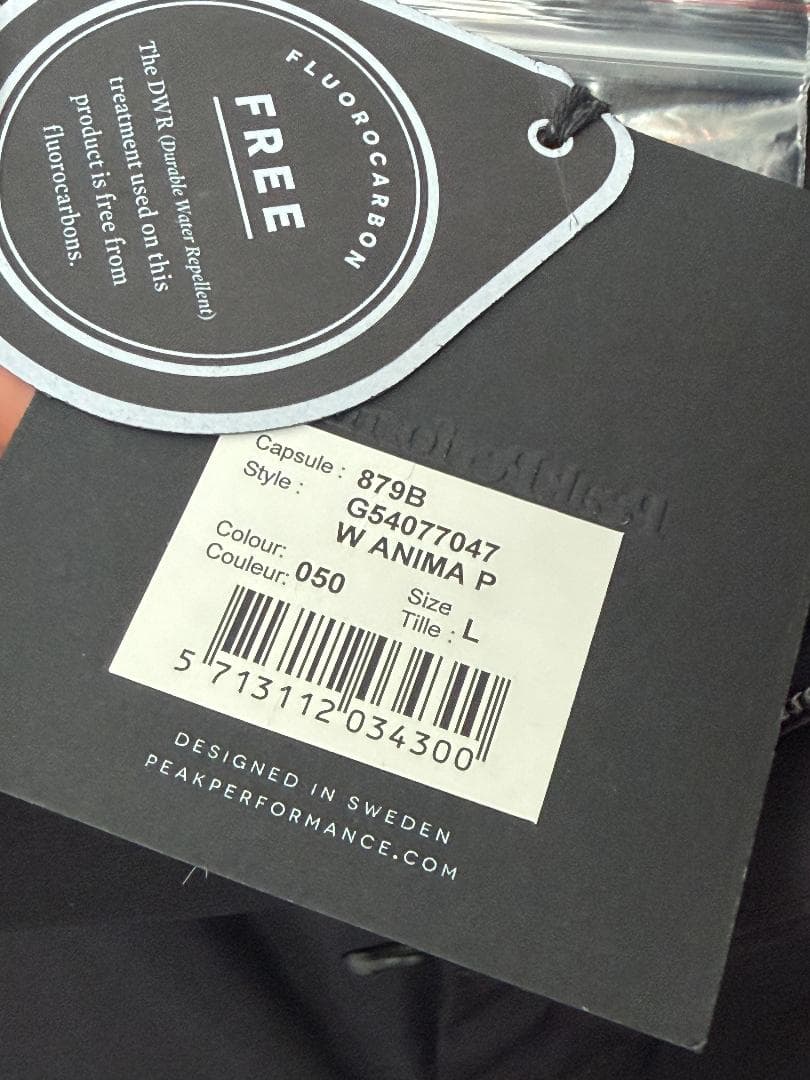 FLUOROCARBON
FREE
The DWR (Durable Water Repellent)
treatment used on this
product is free from
fluorocarbons.
Capsule : 879B
Style : G54077047
W ANIMA P
Colour:
Couleur: 050
Size
Tille : L
5 713112 034300
DESIGNED IN SWEDEN
PEAKPERFORMANCE.COM